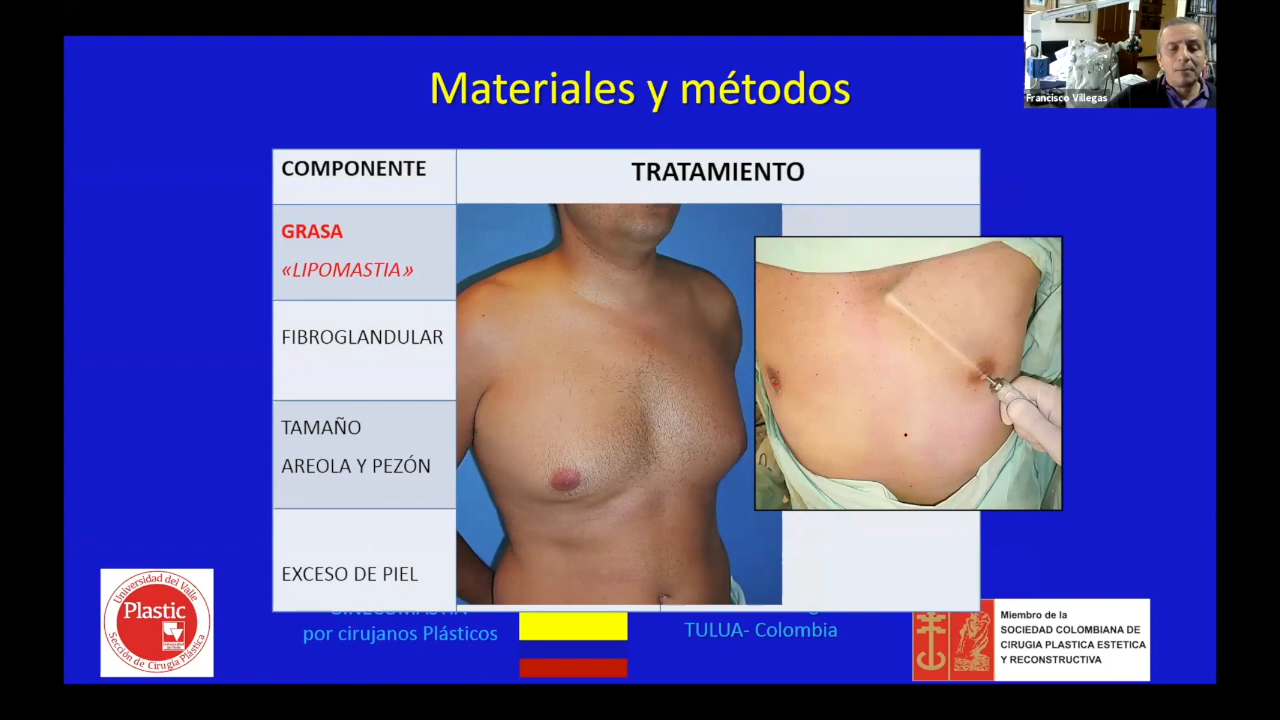 Materiales y métodos
Francisco Villegas
COMPONENTE
TRATAMIENTO
GRASA
«LIPOMASTIA»
FIBROGLANDULAR
TAMAÑO
AREOLA Y PEZÓN
EXCESO DE PIEL
por cirujanos Plásticos
TULUA- Colombia
Universidad del Valle
Plastic
Sección de Cirugía Plástica
Miembro de la
SOCIEDAD COLOMBIANA DE
CIRUGIA PLASTICA ESTETICA
Y RECONSTRUCTIVA